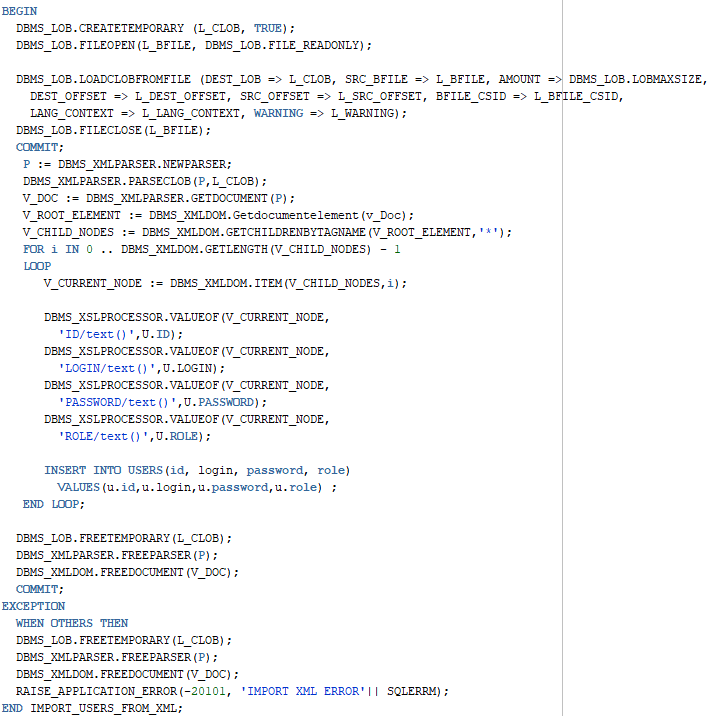 BEGIN
DBMS_LOB.CREATETEMPORARY (L_CLOB, TRUE);
DBMS_LOB.FILEOPEN(L_BFILE, DBMS_LOB.FILE_READONLY);
DBMS_LOB.LOADCLOBFROMFILE (DEST_LOB => L_CLOB, SRC_BFILE => L_BFILE, AMOUNT => DBMS_LOB.LOBMAXSIZE,
DEST_OFFSET => L_DEST_OFFSET, SRC_OFFSET => L_SRC_OFFSET, BFILE_CSID => L_BFILE_CSID,
LANG_CONTEXT => L_LANG_CONTEXT, WARNING => L_WARNING);
DBMS_LOB.FILECLOSE(L_BFILE);
COMMIT;
P := DBMS_XMLPARSER.NEWPARSER;
DBMS_XMLPARSER.PARSECLOB(P,L_CLOB);
V_DOC := DBMS_XMLPARSER.GETDOCUMENT(P);
V_ROOT_ELEMENT := DBMS_XMLDOM.Getdocumentelement(v_Doc);
V_CHILD_NODES := DBMS_XMLDOM.GETCHILDRENBYTAGNAME(V_ROOT_ELEMENT,'*');
FOR i IN 0 .. DBMS_XMLDOM.GETLENGTH(V_CHILD_NODES) - 1
LOOP
V_CURRENT_NODE := DBMS_XMLDOM.ITEM(V_CHILD_NODES,i);
DBMS_XSLPROCESSOR.VALUEOF(V_CURRENT_NODE,
'ID/text()',U.ID);
DBMS_XSLPROCESSOR.VALUEOF(V_CURRENT_NODE,
'LOGIN/text()',U.LOGIN);
DBMS_XSLPROCESSOR.VALUEOF(V_CURRENT_NODE,
'PASSWORD/text()',U.PASSWORD);
DBMS_XSLPROCESSOR.VALUEOF(V_CURRENT_NODE,
'ROLE/text()',U.ROLE);
INSERT INTO USERS(id, login, password, role)
VALUES(u.id,u.login,u.password,u.role) ;
END LOOP;
DBMS_LOB.FREETEMPORARY(L_CLOB);
DBMS_XMLPARSER.FREEPARSER(P);
DBMS_XMLDOM.FREEDOCUMENT(V_DOC);
COMMIT;
EXCEPTION
WHEN OTHERS THEN
DBMS_LOB.FREETEMPORARY(L_CLOB);
DBMS_XMLPARSER.FREEPARSER(P);
DBMS_XMLDOM.FREEDOCUMENT(V_DOC);
RAISE_APPLICATION_ERROR(-20101, 'IMPORT XML ERROR'|| SQLERRM);
END IMPORT_USERS_FROM_XML;